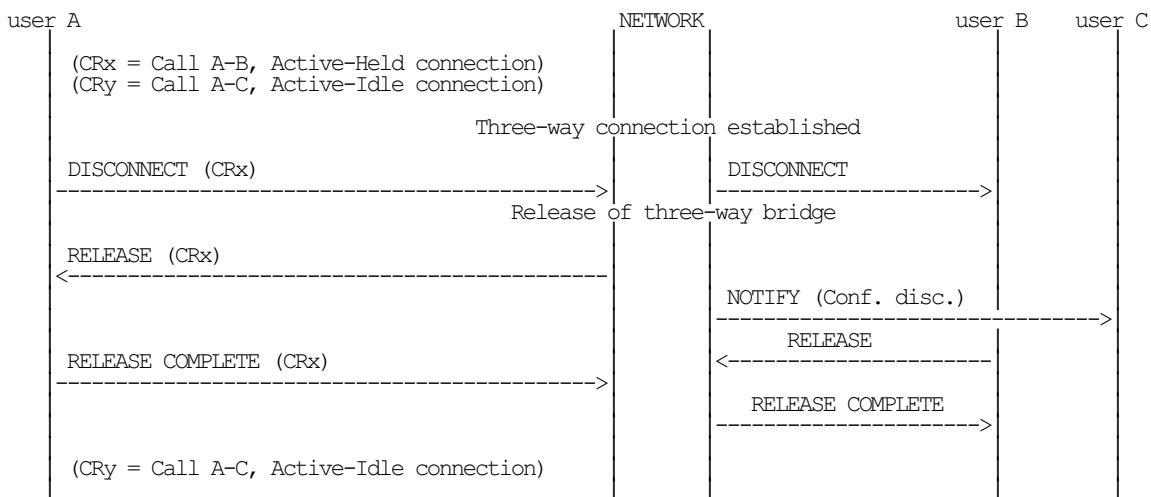 user A NETWORK user B user C
(CRx = Call A-B, Active-Held connection)
(CRy = Call A-C, Active-Idle connection)
Three-way connection established
DISCONNECT (CRx) DISCONNECT
Release of three-way bridge
RELEASE (CRx)
NOTIFY (Conf. disc.)
RELEASE
RELEASE COMPLETE (CRx)
RELEASE COMPLETE
(CRy = Call A-C, Active-Idle connection)